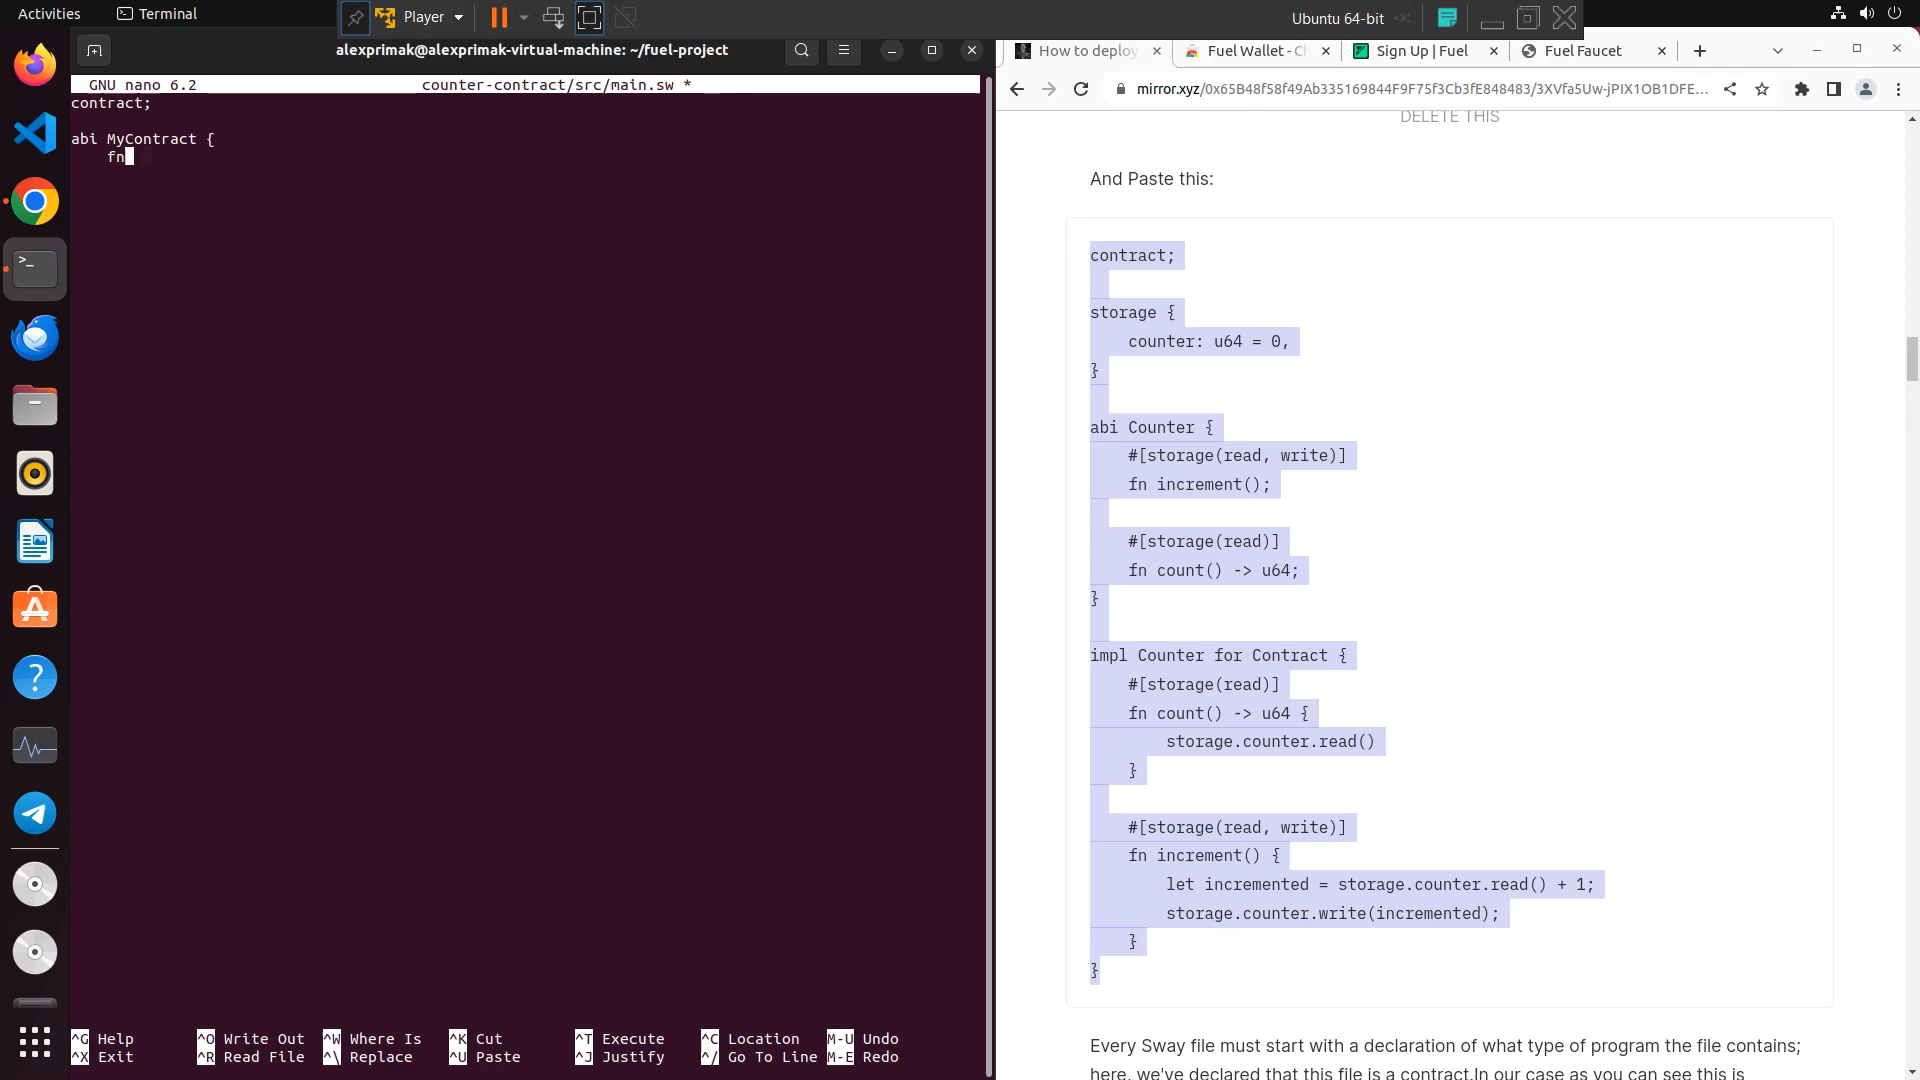 Activities
Terminal
Player
Ubuntu 64-bit
alexprimak@alexprimak-virtual-machine: ~/fuel-project
GNU nano 6.2 counter-contract/src/main.sw *
contract;
abi MyContract {
fn
^G Help ^O Write Out ^W Where Is ^K Cut ^T Execute ^C Location M-U Undo
^X Exit ^R Read File ^\ Replace ^U Paste ^J Justify ^/ Go To Line M-E Redo
How to deploy
Fuel Wallet - Ch
Sign Up | Fuel
Fuel Faucet
mirror.xyz/0x65B48f58f49Ab335169844F9F75f3Cb3fE848483/3XVfa5Uw-jPIX1OB1DFE...
DELETE THIS
And Paste this:
contract;
storage {
counter: u64 = 0,
}
abi Counter {
#[storage(read, write)]
fn increment();
#[storage(read)]
fn count() -> u64;
}
impl Counter for Contract {
#[storage(read)]
fn count() -> u64 {
storage.counter.read()
}
#[storage(read, write)]
fn increment() {
let incremented = storage.counter.read() + 1;
storage.counter.write(incremented);
}
}
Every Sway file must start with a declaration of what type of program the file contains;
here, we've declared that this file is a contract.In our case as you can see this is